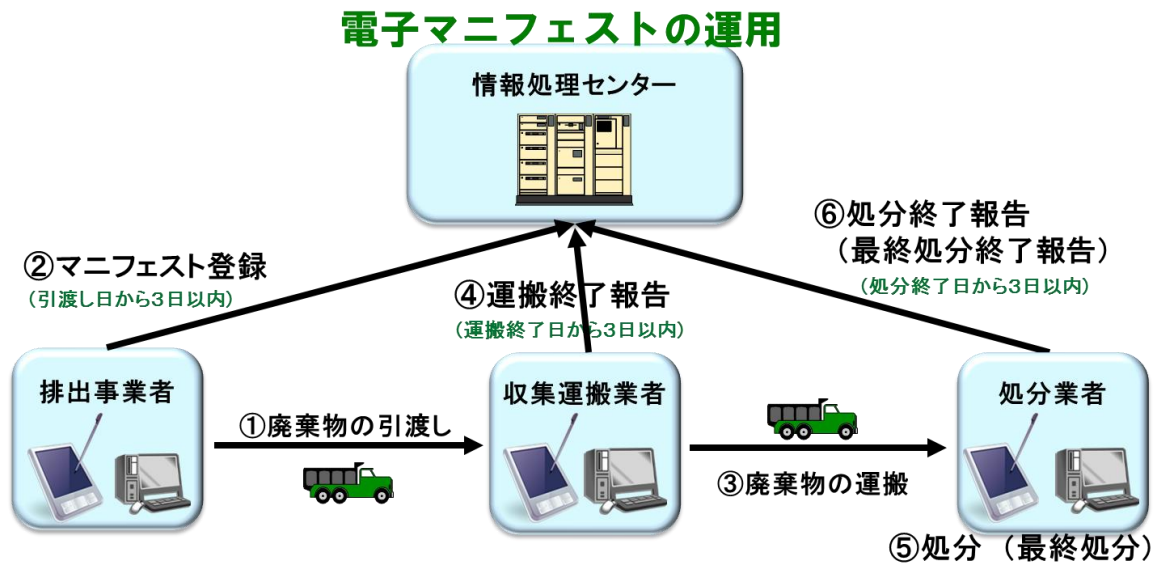 電子マニフェストの運用
情報処理センター
⑥処分終了報告
（最終処分終了報告）
（処分終了日から3日以内）
②マニフェスト登録
（引渡し日から3日以内）
④運搬終了報告
（運搬終了日から3日以内）
排出事業者
収集運搬業者
処分業者
①廃棄物の引渡し
③廃棄物の運搬
⑤処分 （最終処分）